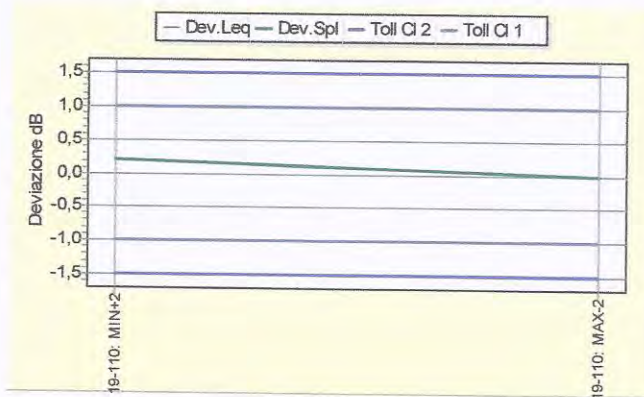 Dev.Leq Dev.Spl Toll Cl 2 Toll Cl 1
Deviazione dB
1,5
1,0
0,5
0,0
-0,5
-1,0
-1,5
19-110: MIN+2
19-110: MAX-2